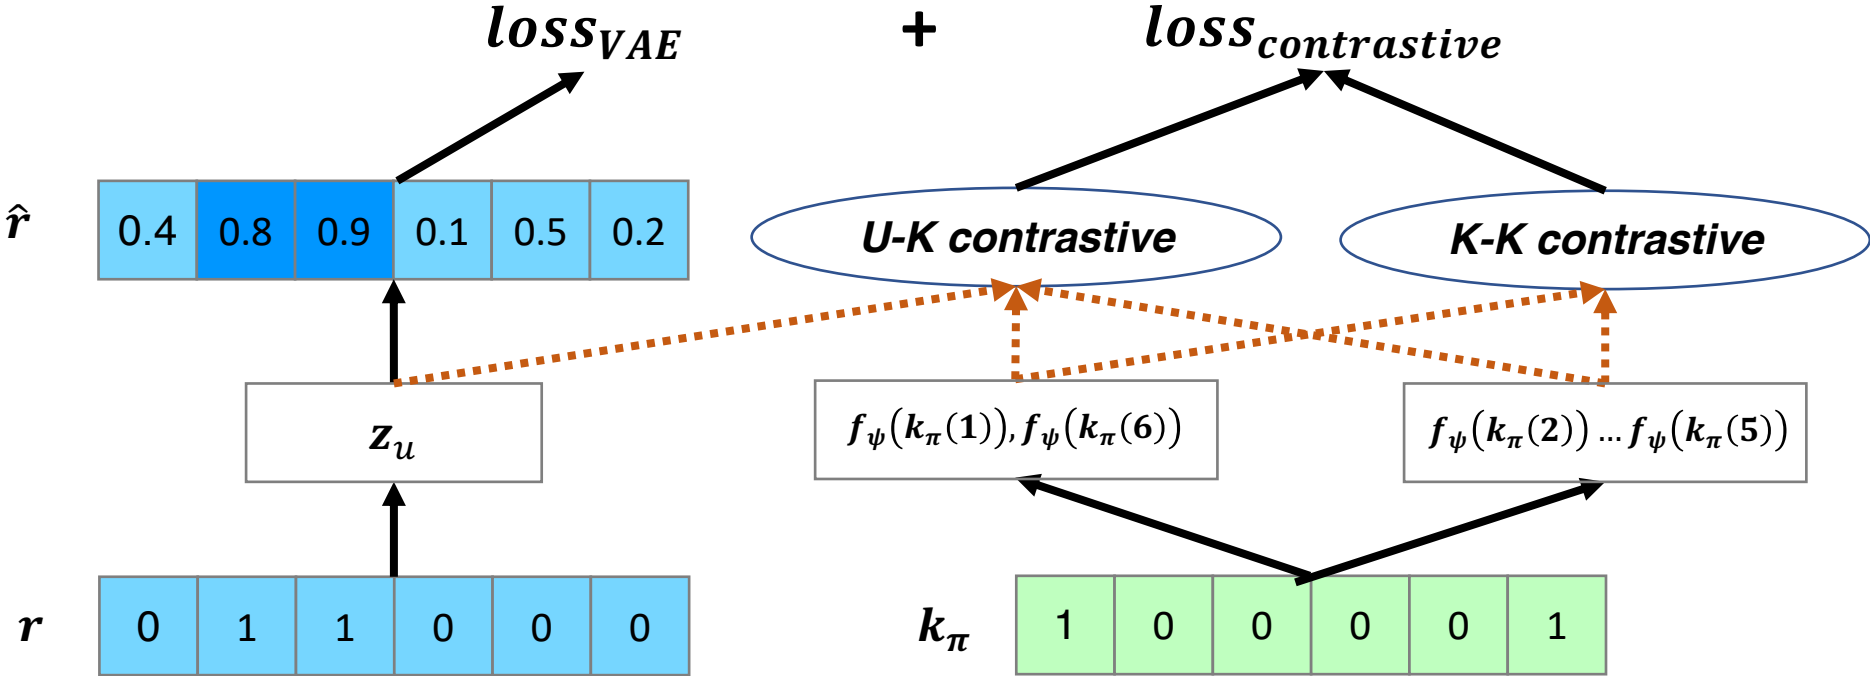 loss_VAE + loss_contrastive
r̂ 0.4 0.8 0.9 0.1 0.5 0.2 U-K contrastive K-K contrastive
z_u f_ψ(k_π(1)), f_ψ(k_π(6)) f_ψ(k_π(2)) ... f_ψ(k_π(5))
r 0 1 1 0 0 0 k_π 1 0 0 0 0 1